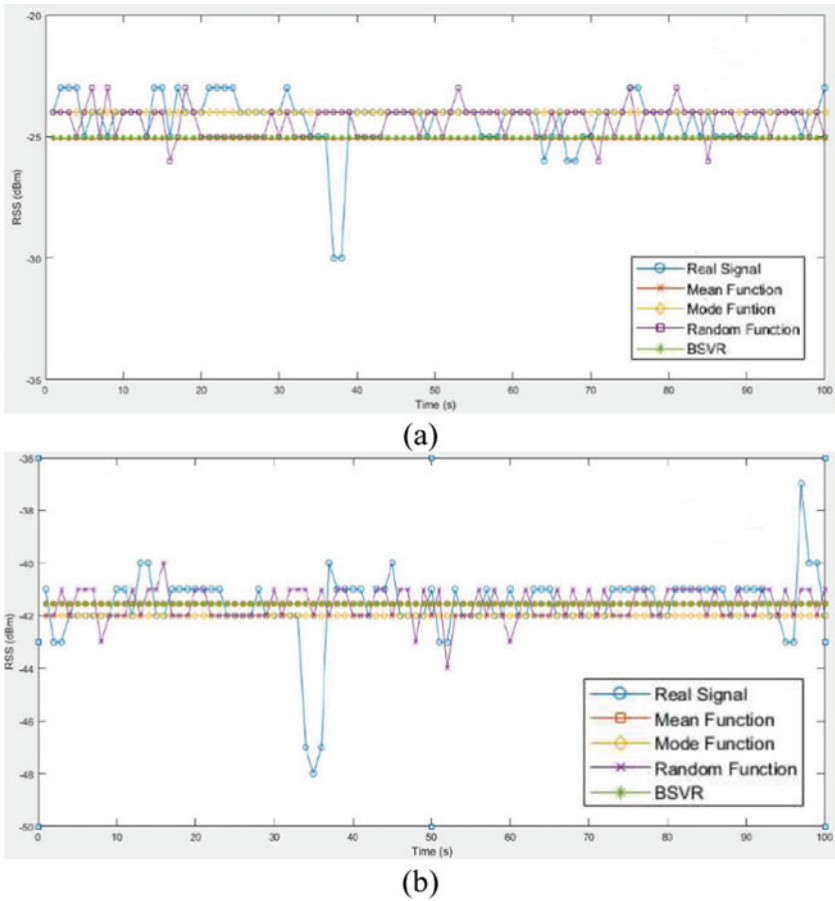 -20
-25
-30
-35
RSS (dBm)
0 10 20 30 40 50 60 70 80 90 100
Time (s)
Real Signal
Mean Function
Mode Funtion
Random Function
BSVR
(a)
-36
-38
-40
-42
-44
-46
-48
-50
RSS (dBm)
0 10 20 30 40 50 60 70 80 90 100
Time (s)
Real Signal
Mean Function
Mode Function
Random Function
BSVR
(b)